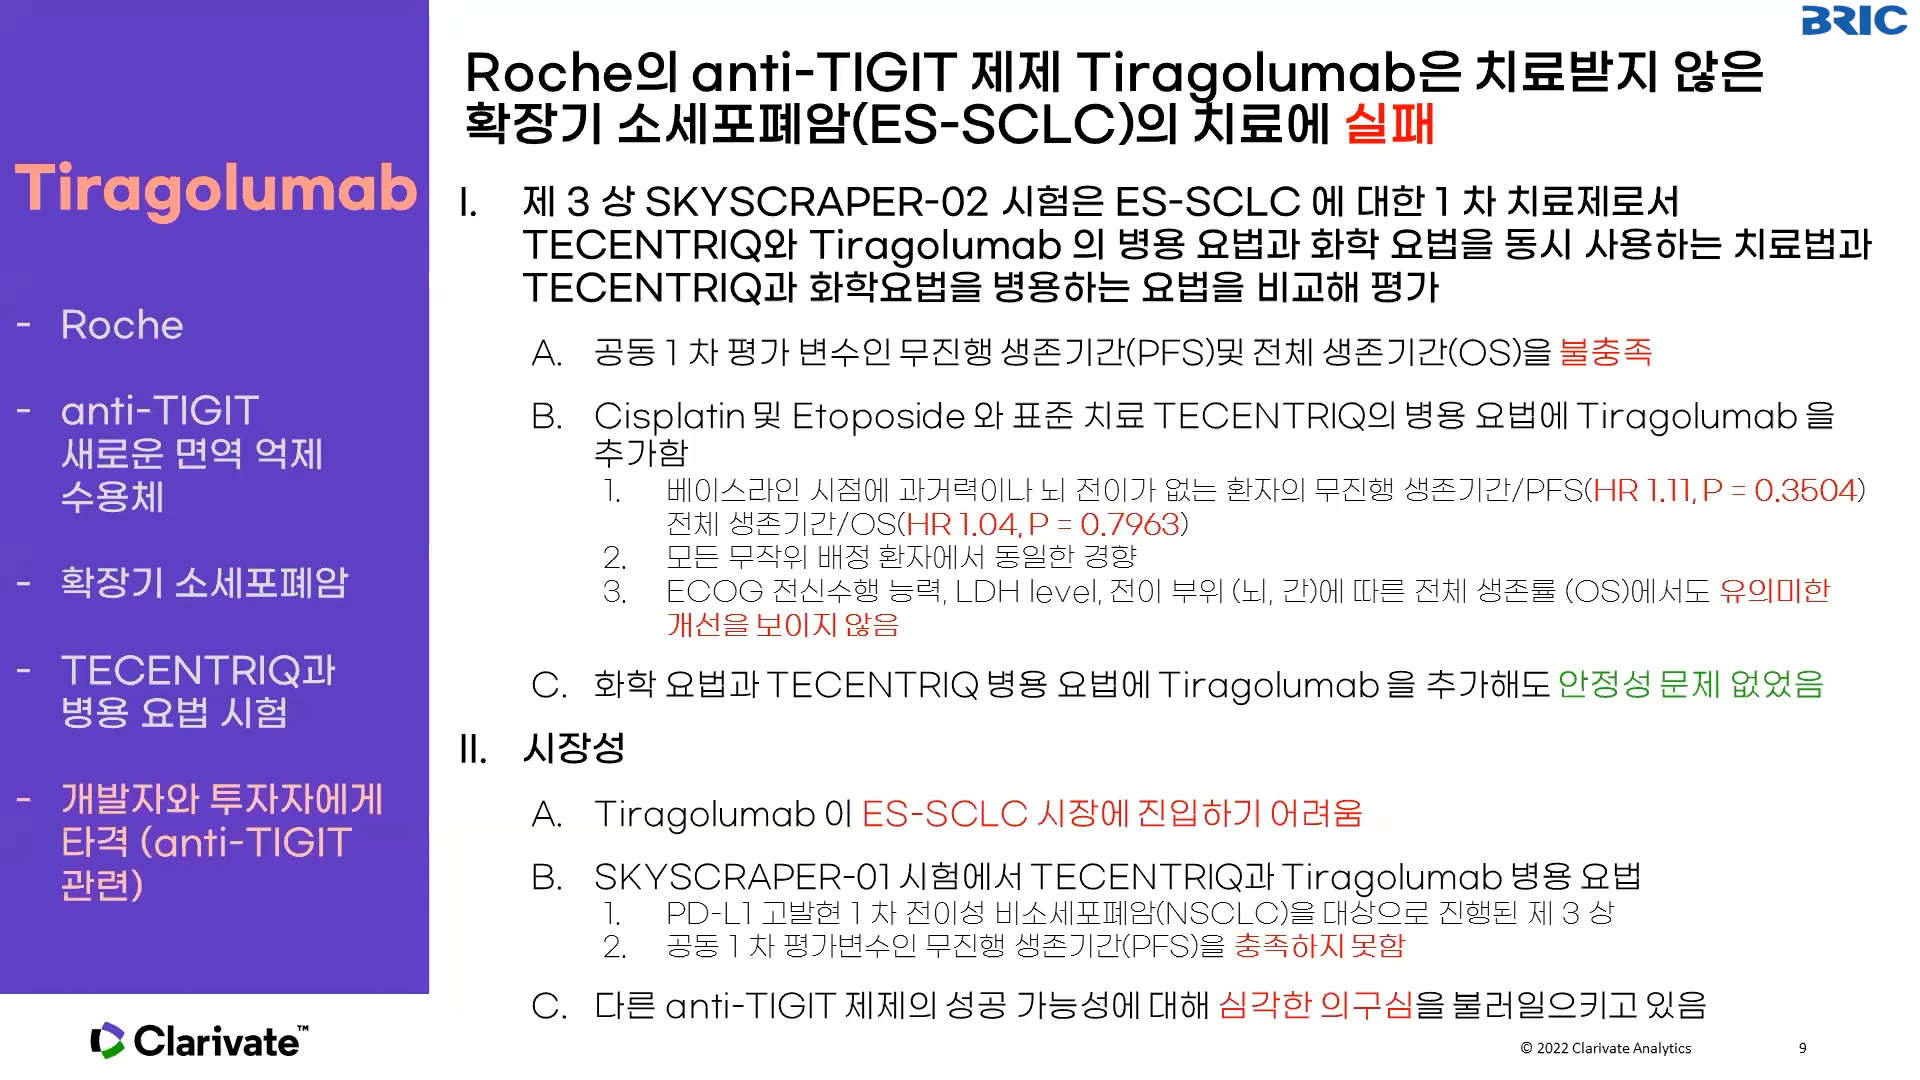 BRIC
Roche의 anti-TIGIT 제제 Tiragolumab은 치료받지 않은
확장기 소세포폐암(ES-SCLC)의 치료에 실패
Tiragolumab
- Roche
- anti-TIGIT
새로운 면역 억제
수용체
- 확장기 소세포폐암
- TECENTRIQ과
병용 요법 시험
- 개발자와 투자자에게
타격 (anti-TIGIT
관련)
I. 제 3 상 SKYSCRAPER-02 시험은 ES-SCLC 에 대한 1 차 치료제로서
TECENTRIQ와 Tiragolumab 의 병용 요법과 화학 요법을 동시 사용하는 치료법과
TECENTRIQ과 화학요법을 병용하는 요법을 비교해 평가
A. 공동 1 차 평가 변수인 무진행 생존기간(PFS)및 전체 생존기간(OS)을 불충족
B. Cisplatin 및 Etoposide 와 표준 치료 TECENTRIQ의 병용 요법에 Tiragolumab 을
추가함
1. 베이스라인 시점에 과거력이나 뇌 전이가 없는 환자의 무진행 생존기간/PFS(HR 1.11, P = 0.3504)
전체 생존기간/OS(HR 1.04, P = 0.7963)
2. 모든 무작위 배정 환자에서 동일한 경향
3. ECOG 전신수행 능력, LDH level, 전이 부위 (뇌, 간)에 따른 전체 생존률 (OS)에서도 유의미한
개선을 보이지 않음
C. 화학 요법과 TECENTRIQ 병용 요법에 Tiragolumab 을 추가해도 안정성 문제 없었음
II. 시장성
A. Tiragolumab 이 ES-SCLC 시장에 진입하기 어려움
B. SKYSCRAPER-01 시험에서 TECENTRIQ과 Tiragolumab 병용 요법
1. PD-L1 고발현 1 차 전이성 비소세포폐암(NSCLC)을 대상으로 진행된 제 3 상
2. 공동 1 차 평가변수인 무진행 생존기간(PFS)을 충족하지 못함
C. 다른 anti-TIGIT 제제의 성공 가능성에 대해 심각한 의구심을 불러일으키고 있음
Clarivate™
© 2022 Clarivate Analytics
9